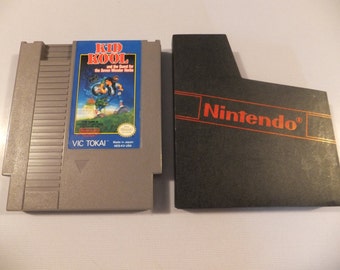 KID
KOOL
and the Quest for
the Seven Wonder Herbs
VIC TOKAI
Made in Japan
Nintendo®